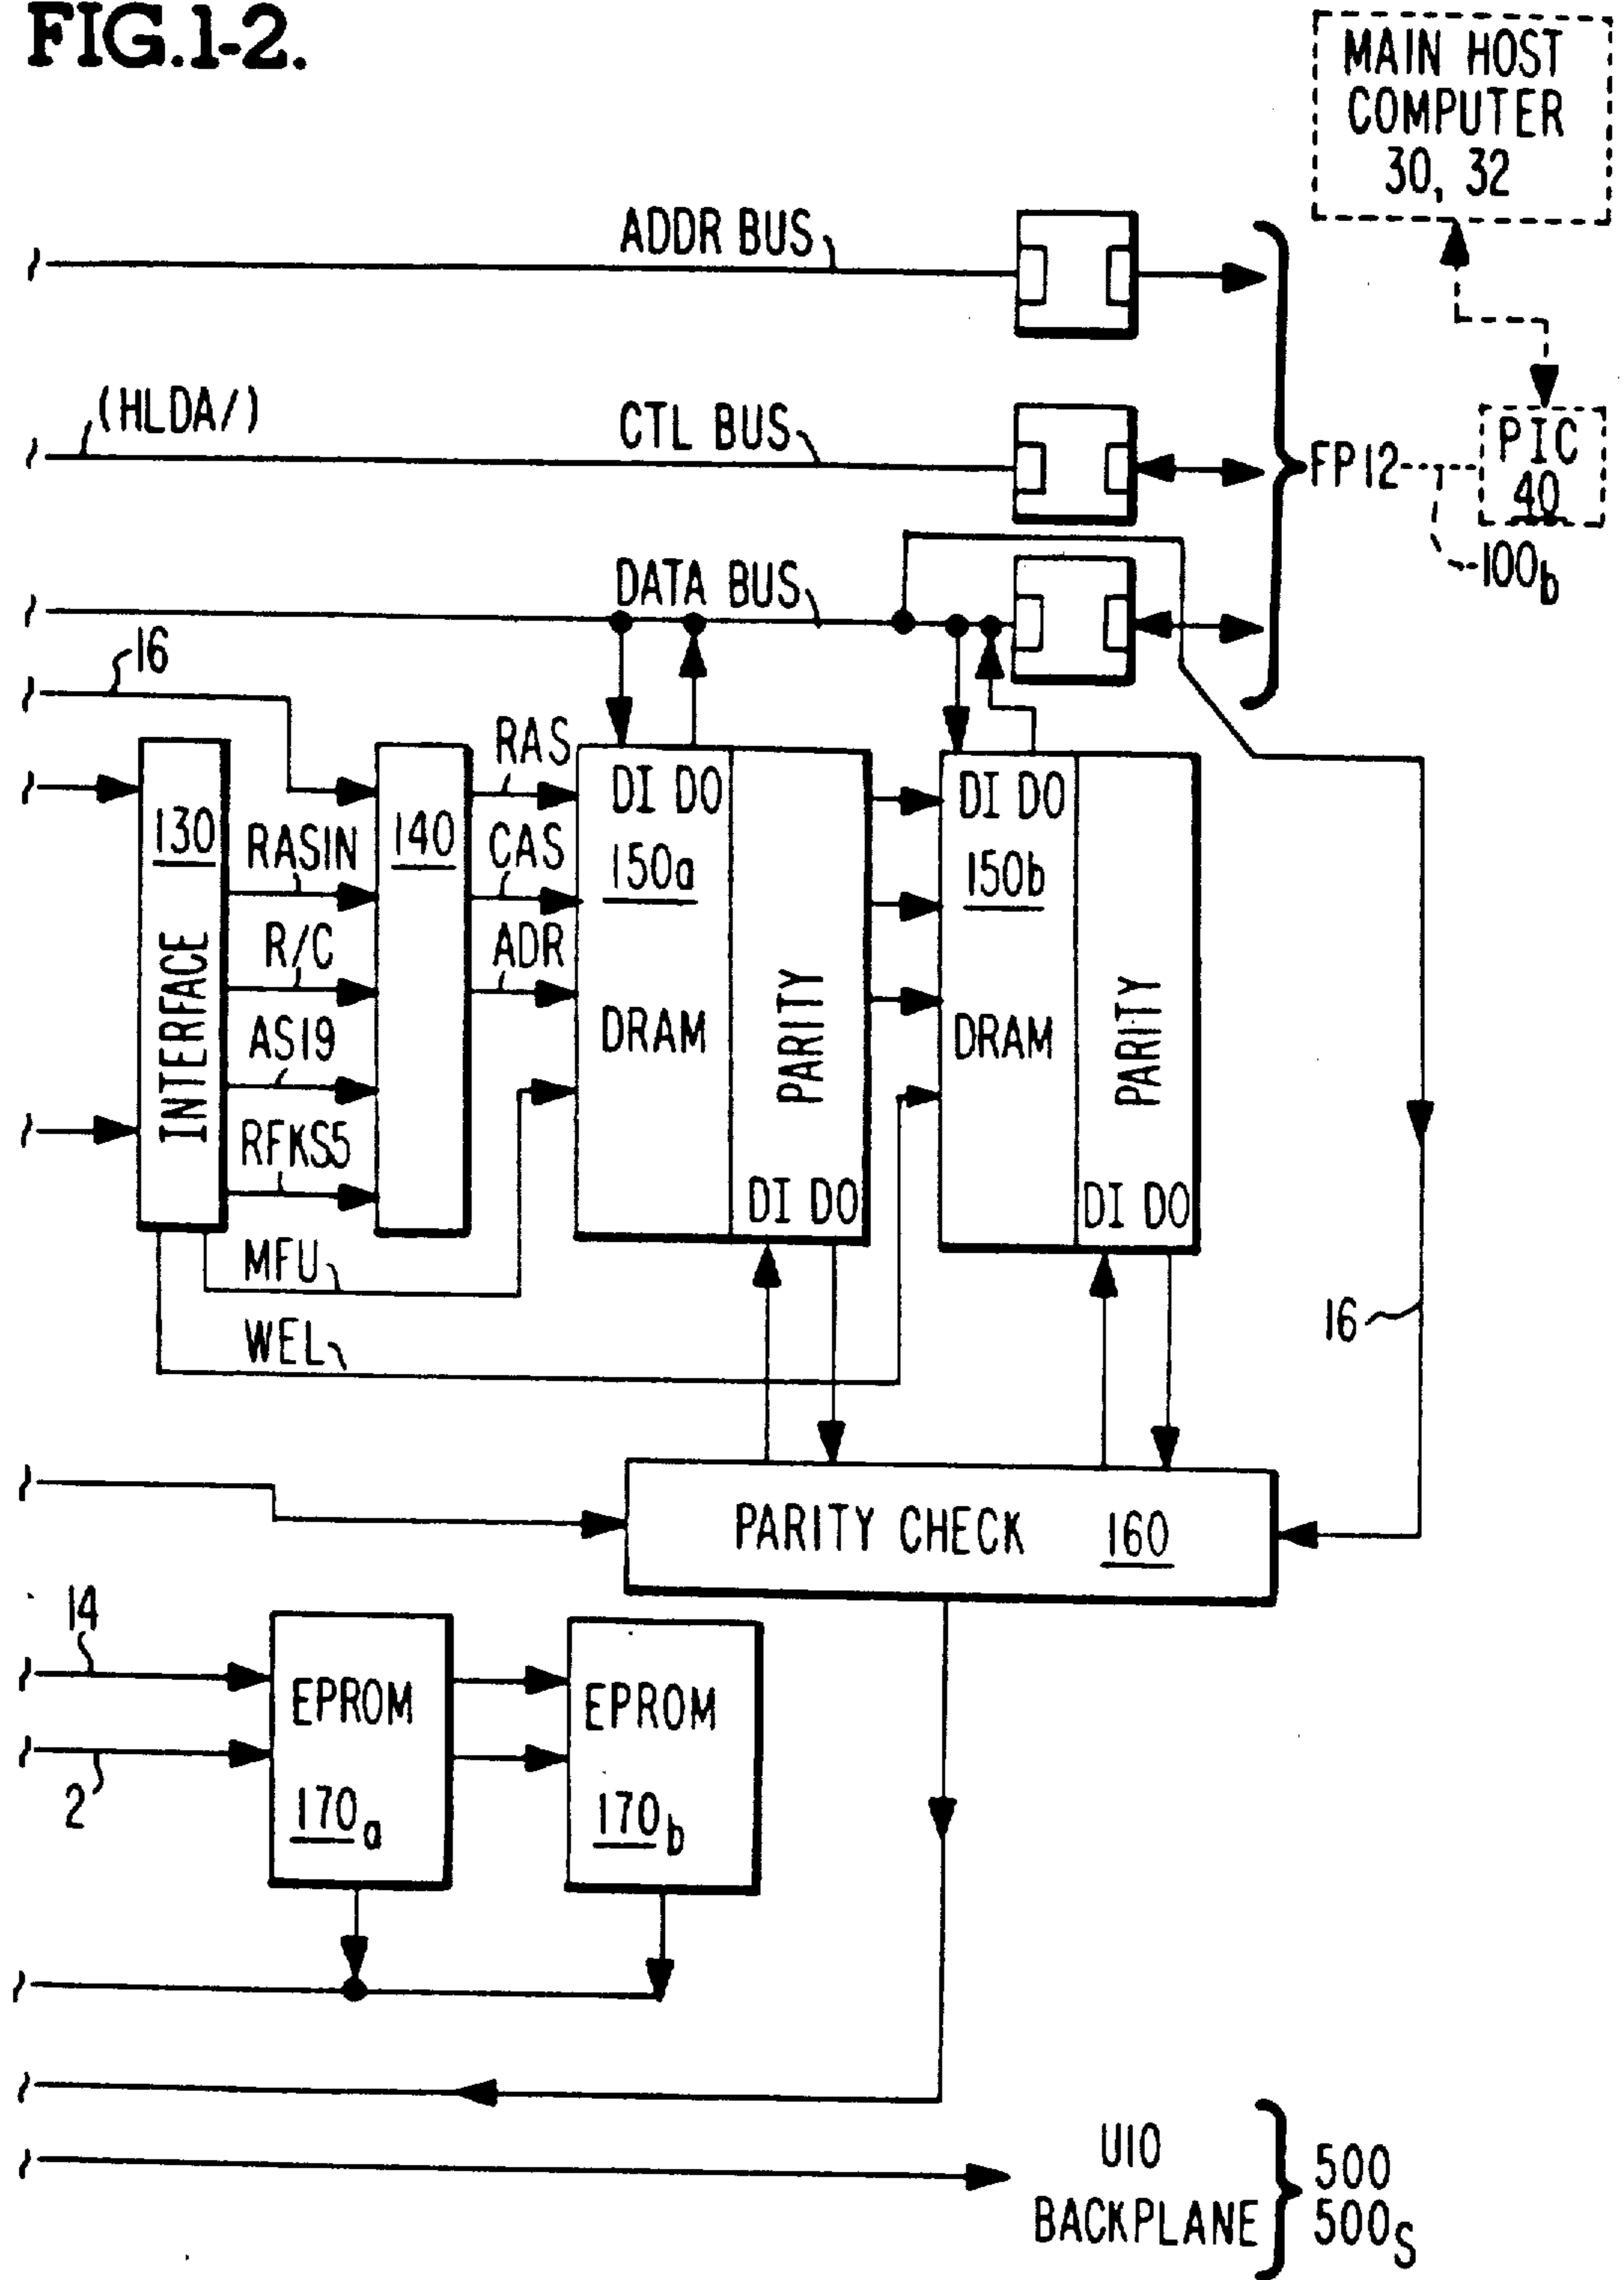 FIG.1-2.
MAIN HOST
COMPUTER
30, 32
ADDR BUS
(HLDA/)
CTL BUS
FP12
PIC
40
100b
DATA BUS
16
RAS
DI DO
DI DO
130
RASIN
140
CAS
150a
150b
R/C
ADR
INTERFACE
DRAM
PARITY
DRAM
PARITY
AS19
RFKS5
DI DO
DI DO
MFU
WEL
16
PARITY CHECK 160
14
EPROM
EPROM
2
170a
170b
UIO
BACKPLANE
500
500S